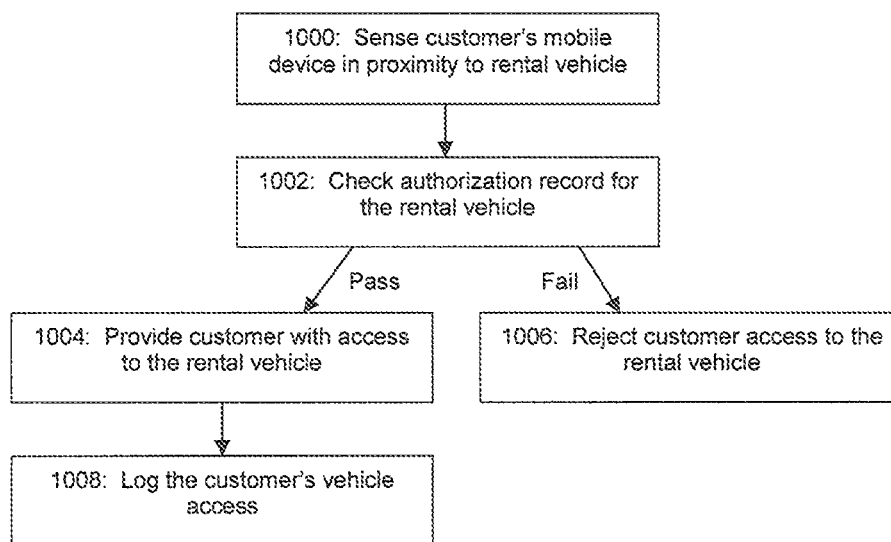 1000: Sense customer's mobile
device in proximity to rental vehicle
1002: Check authorization record for
the rental vehicle
Pass
Fail
1004: Provide customer with access
to the rental vehicle
1006: Reject customer access to the
rental vehicle
1008: Log the customer's vehicle
access